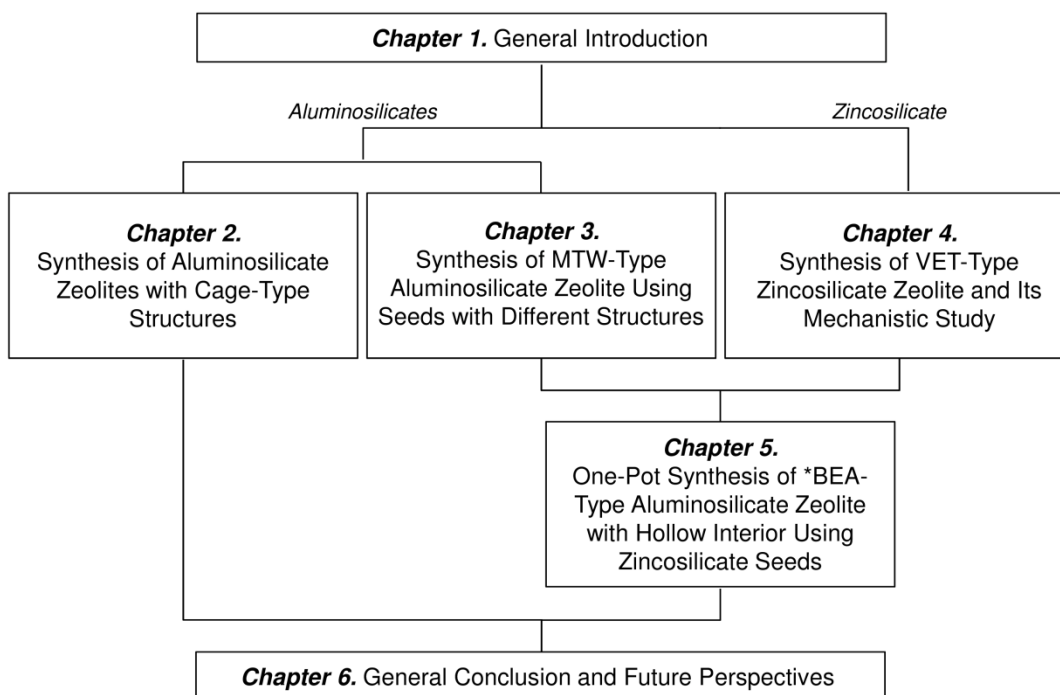 Chapter 1. General Introduction
Aluminosilicates
Zincosilicate
Chapter 2.
Synthesis of Aluminosilicate
Zeolites with Cage-Type
Structures
Chapter 3.
Synthesis of MTW-Type
Aluminosilicate Zeolite Using
Seeds with Different Structures
Chapter 4.
Synthesis of VET-Type
Zincosilicate Zeolite and Its
Mechanistic Study
Chapter 5.
One-Pot Synthesis of *BEA-
Type Aluminosilicate Zeolite
with Hollow Interior Using
Zincosilicate Seeds
Chapter 6. General Conclusion and Future Perspectives